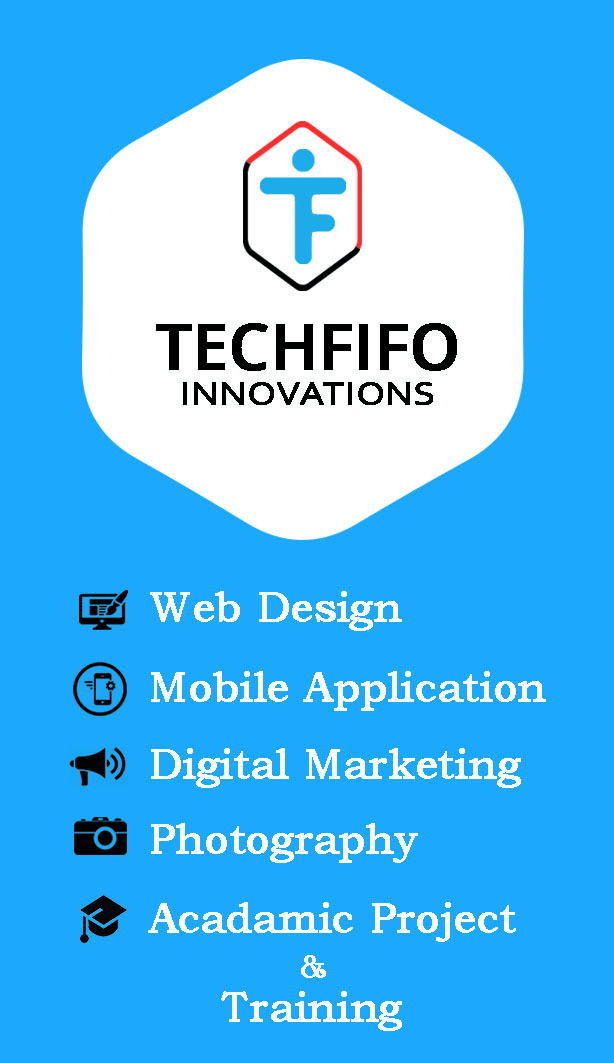 TECHFIFO
INNOVATIONS
Web Design
Mobile Application
Digital Marketing
Photography
Acadamic Project
&
Training